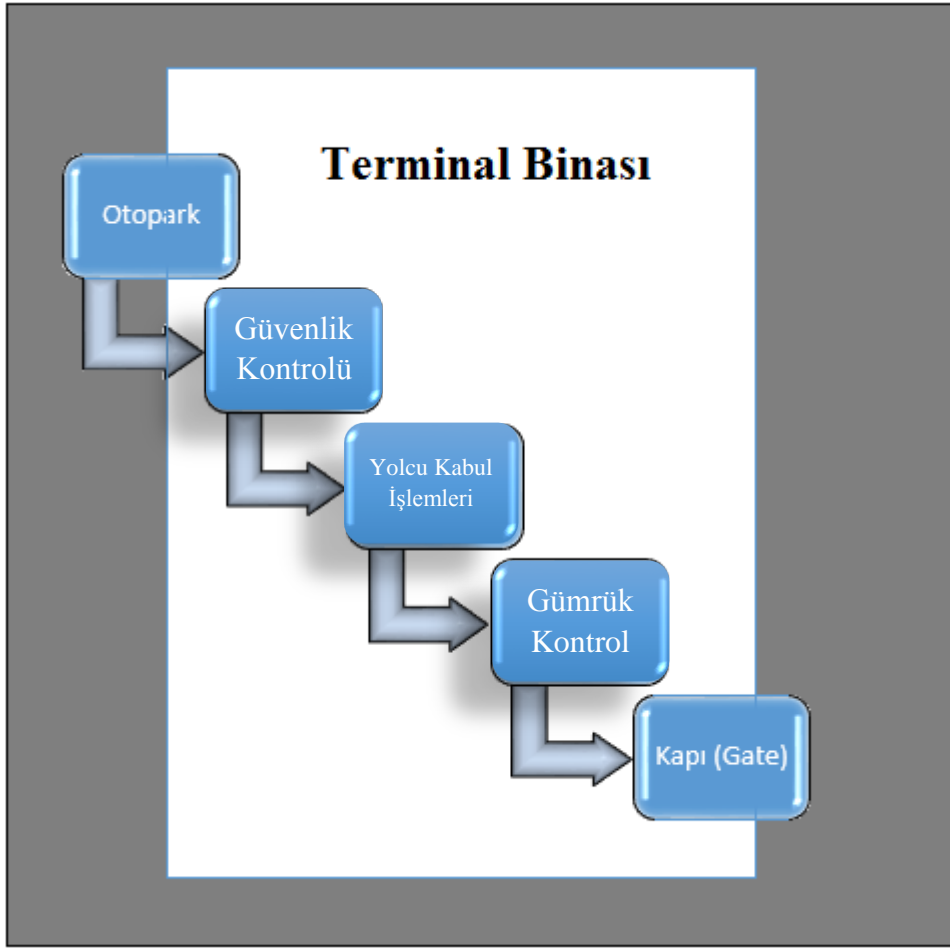 Terminal Binası
Otopark
Güvenlik
Kontrolü
Yolcu Kabul
İşlemleri
Gümrük
Kontrol
Kapı (Gate)